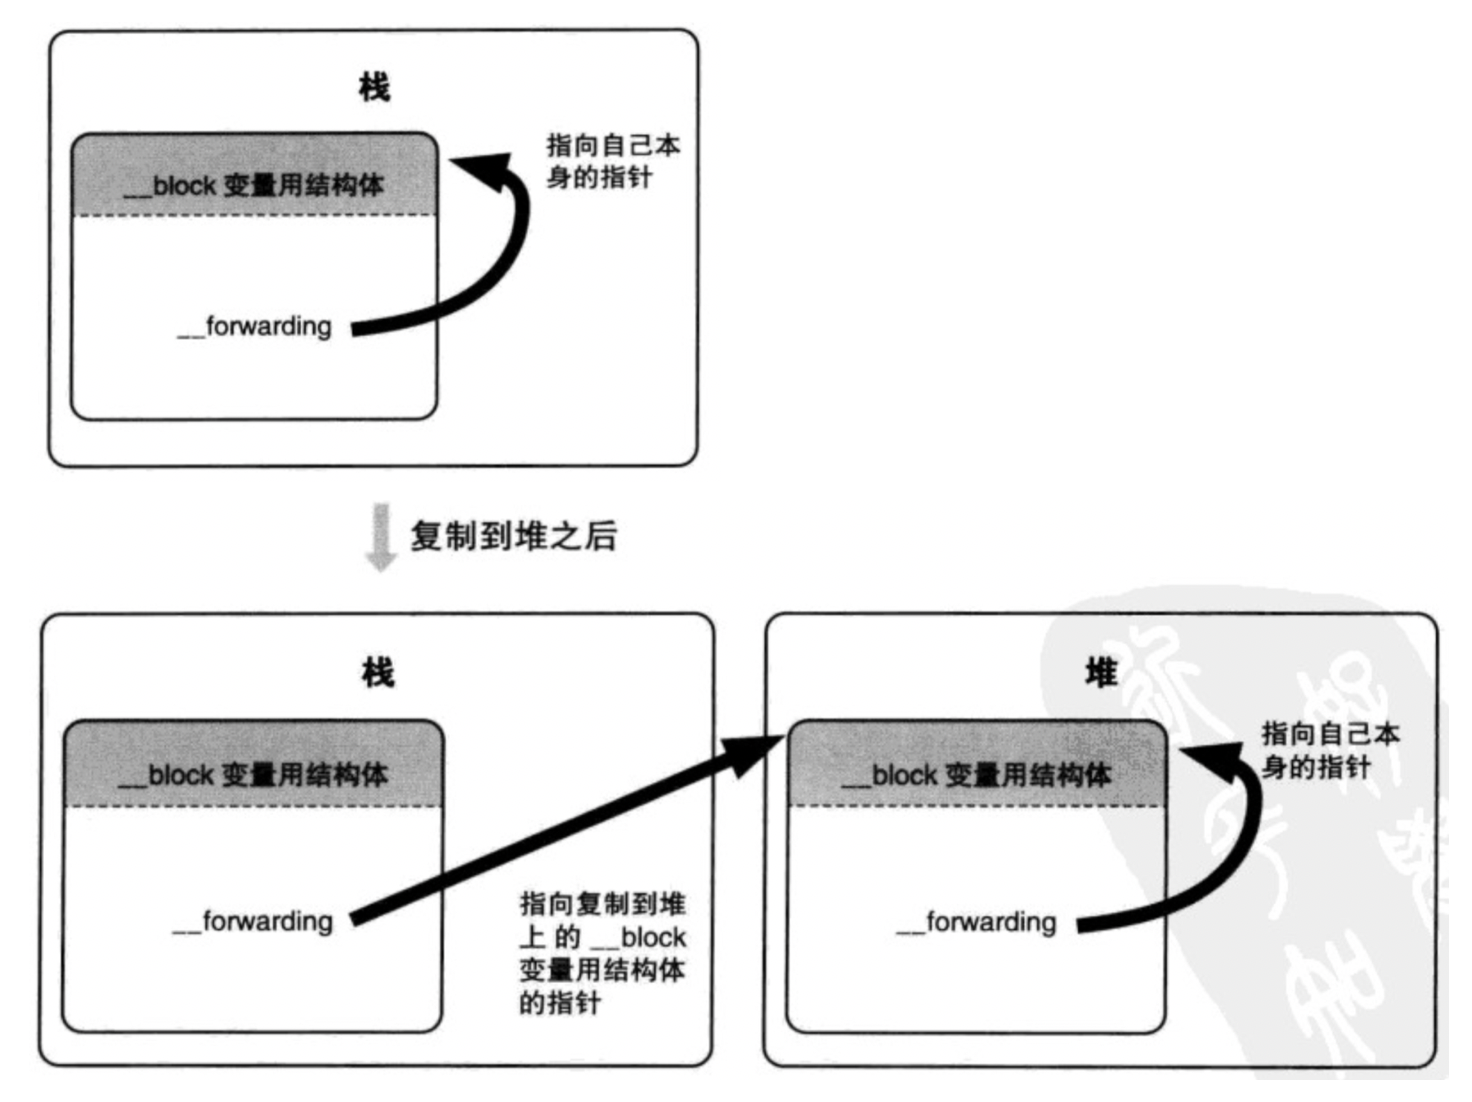 栈
指向自己本
身的指针
__block 变量用结构体
__forwarding
复制到堆之后
栈
__block 变量用结构体
__forwarding
指向复制到堆
上 的 __block
变量用结构体
的指针
堆
指向自己本
身的指针
__block 变量用结构体
__forwarding